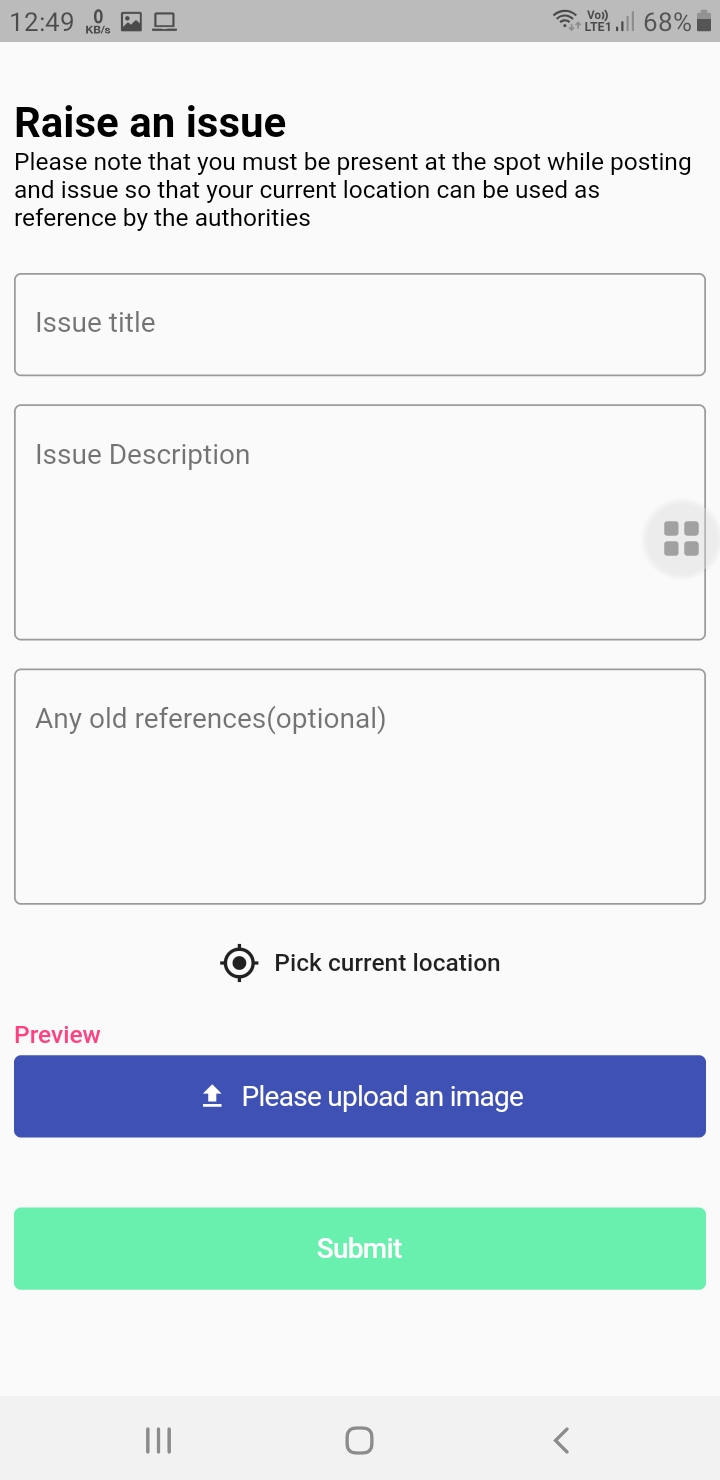 12:49 0 KB/s Vo)) LTE1 68%
Raise an issue
Please note that you must be present at the spot while posting
and issue so that your current location can be used as
reference by the authorities
Issue title
Issue Description
Any old references(optional)
Pick current location
Preview
Please upload an image
Submit